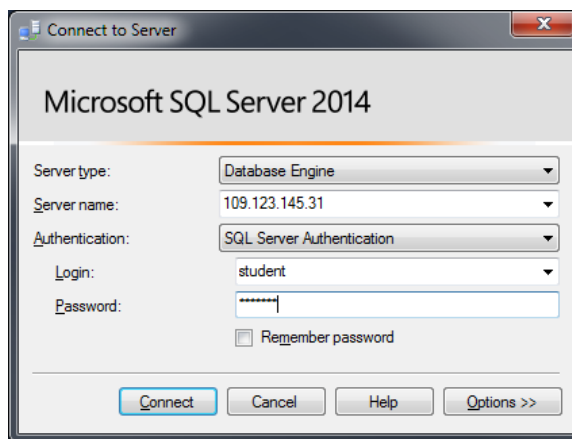 Connect to Server
Microsoft SQL Server 2014
Server type: Database Engine
Server name: 109.123.145.31
Authentication: SQL Server Authentication
Login: student
Password: *******
Remember password
Connect Cancel Help Options >>